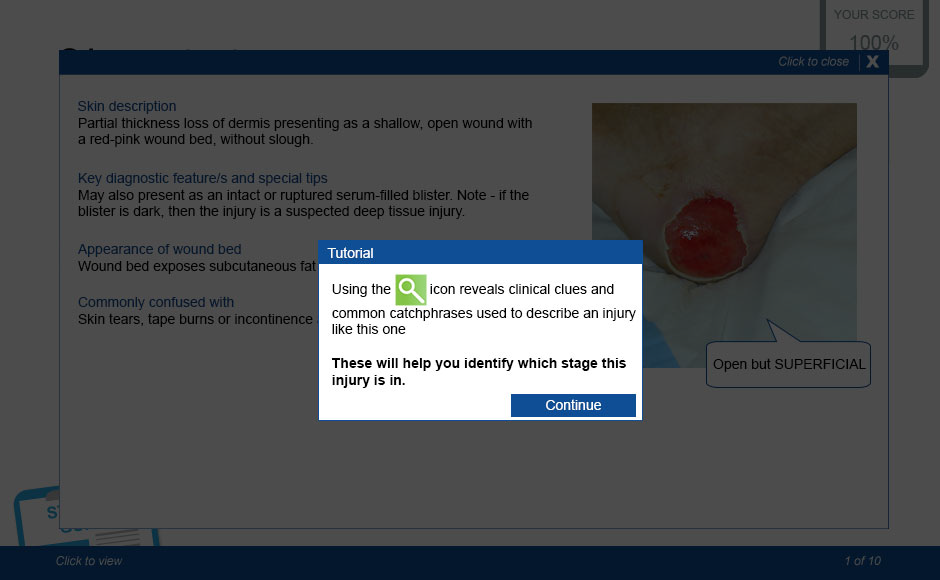 YOUR SCORE
100%
Click to close X
Skin description
Partial thickness loss of dermis presenting as a shallow, open wound with
a red-pink wound bed, without slough.
Key diagnostic feature/s and special tips
May also present as an intact or ruptured serum-filled blister. Note - if the
blister is dark, then the injury is a suspected deep tissue injury.
Appearance of wound bed
Wound bed exposes subcutaneous fat
Commonly confused with
Skin tears, tape burns or incontinence
Tutorial
Using the icon reveals clinical clues and
common catchphrases used to describe an injury
like this one
These will help you identify which stage this
injury is in.
Continue
Open but SUPERFICIAL
Click to view
1 of 10